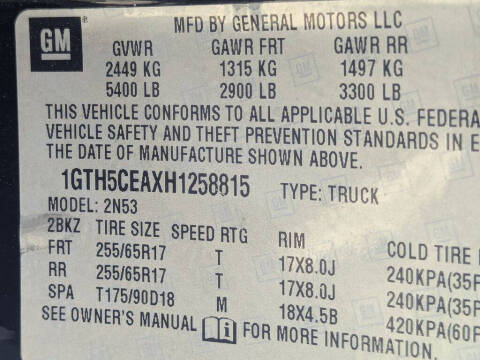 GM
MFD BY GENERAL MOTORS LLC
GVWR GAWR FRT GAWR RR
2449 KG 1315 KG 1497 KG
5400 LB 2900 LB 3300 LB
THIS VEHICLE CONFORMS TO ALL APPLICABLE U.S. FEDERA
VEHICLE SAFETY AND THEFT PREVENTION STANDARDS IN E
THE DATE OF MANUFACTURE SHOWN ABOVE.
1GTH5CEAXH1258815 TYPE: TRUCK
MODEL: 2N53
2BKZ TIRE SIZE SPEED RTG RIM COLD TIRE
FRT 255/65R17 T 17X8.0J 240KPA(35P
RR 255/65R17 T 17X8.0J 240KPA(35P
SPA T175/90D18 M 18X4.5B 420KPA(60P
SEE OWNER'S MANUAL FOR MORE INFORMATION.